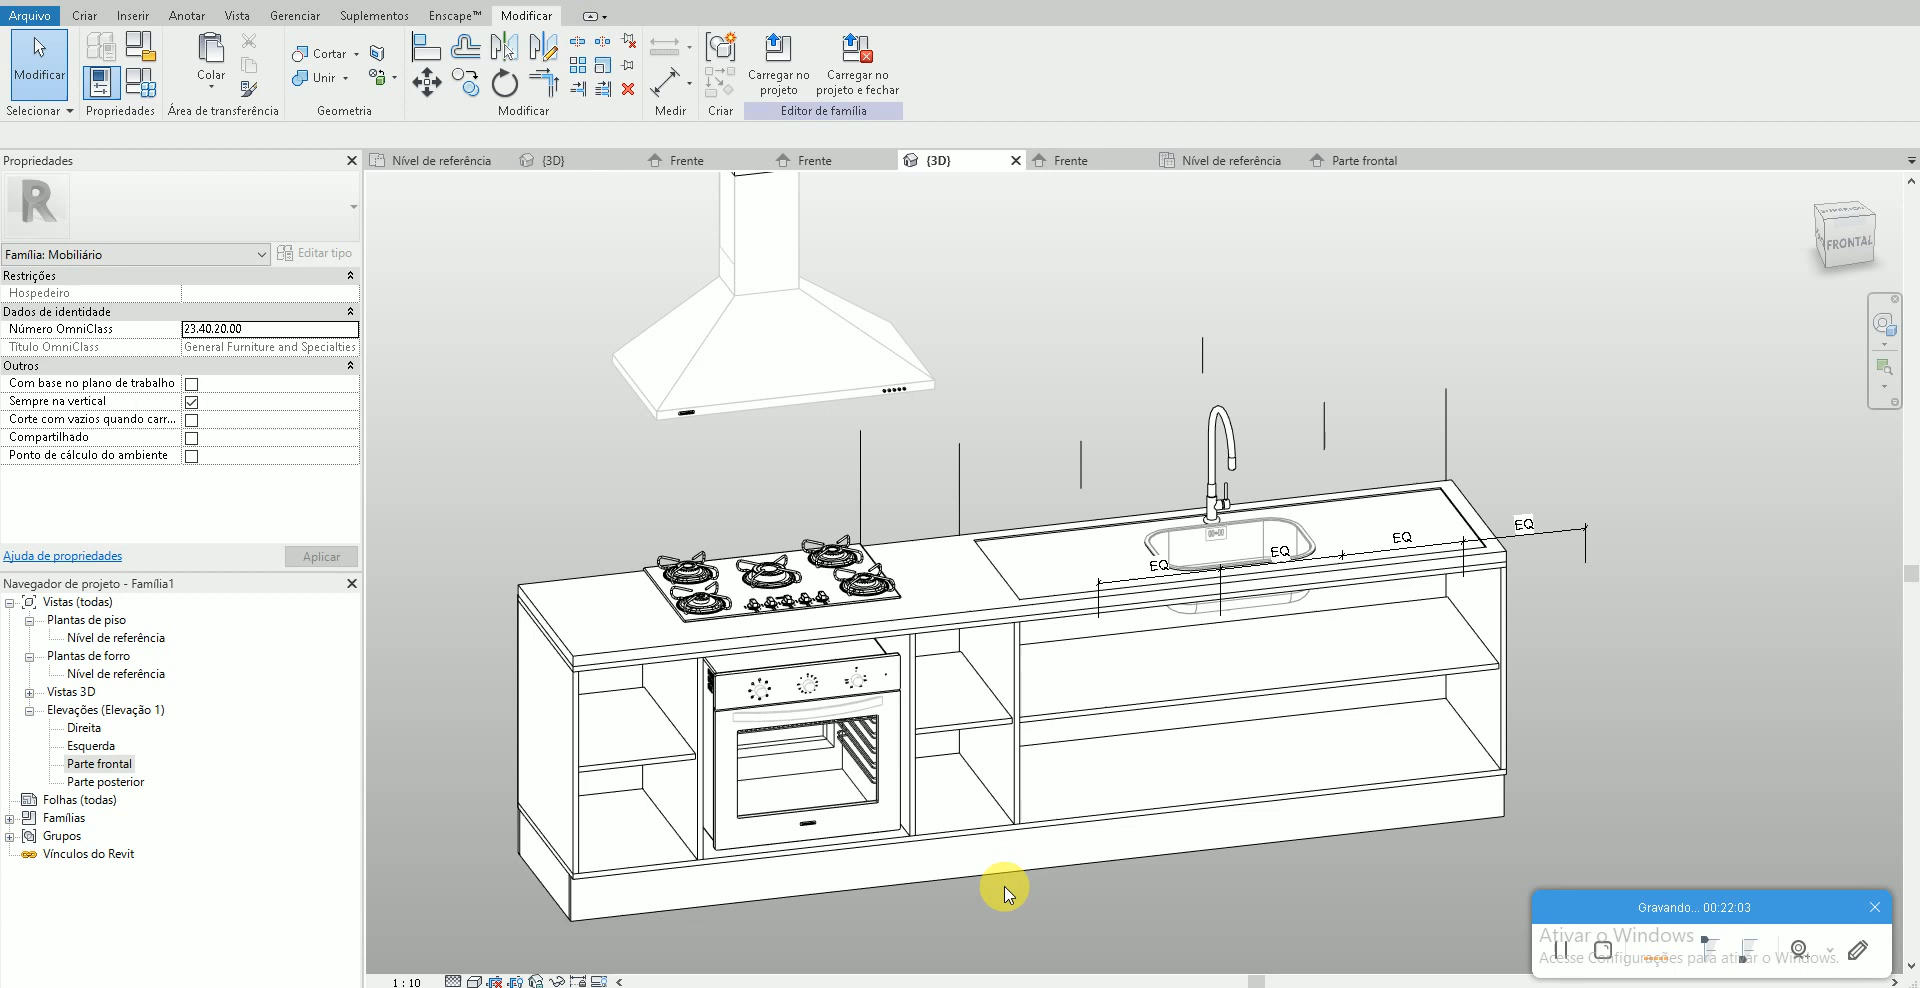 Arquivo Criar Inserir Anotar Vista Gerenciar Suplementos Enscape™ Modificar
Modificar
Colar
Cortar
Unir
Carregar no projeto
Carregar no projeto e fechar
Selecionar Propriedades Área de transferência Geometria Modificar Medir Criar Editor de família
Propriedades
Nível de referência {3D} Frente Frente {3D} Frente Nível de referência Parte frontal
R
Família: Mobiliário Editar tipo
Restrições
Hospedeiro
Dados de identidade
Número OmniClass 23.40.20.00
Título OmniClass General Furniture and Specialties
Outros
Com base no plano de trabalho
Sempre na vertical
Corte com vazios quando carr...
Compartilhado
Ponto de cálculo do ambiente
Ajuda de propriedades Aplicar
Navegador de projeto - Família1
Vistas (todas)
Plantas de piso
Nível de referência
Plantas de forro
Nível de referência
Vistas 3D
Elevações (Elevação 1)
Direita
Esquerda
Parte frontal
Parte posterior
Folhas (todas)
Famílias
Grupos
Vínculos do Revit
SUPERIOR
FRONTAL
EQ
EQ
EQ
EQ
Gravando... 00:22:03
Ativar o Windows
Acesse Configurações para ativar o Windows.
1 : 10